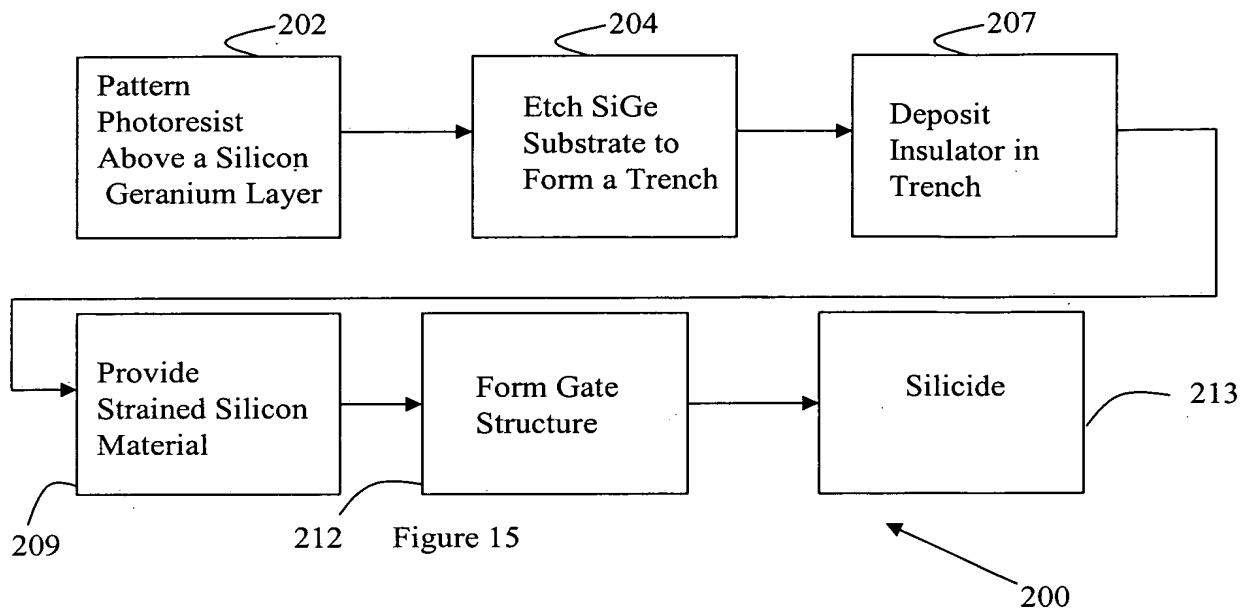 202
204
207
Pattern
Photoresist
Above a Silicon
Geranium Layer
Etch SiGe
Substrate to
Form a Trench
Deposit
Insulator in
Trench
Provide
Strained Silicon
Material
Form Gate
Structure
Silicide
213
209
212
Figure 15
200